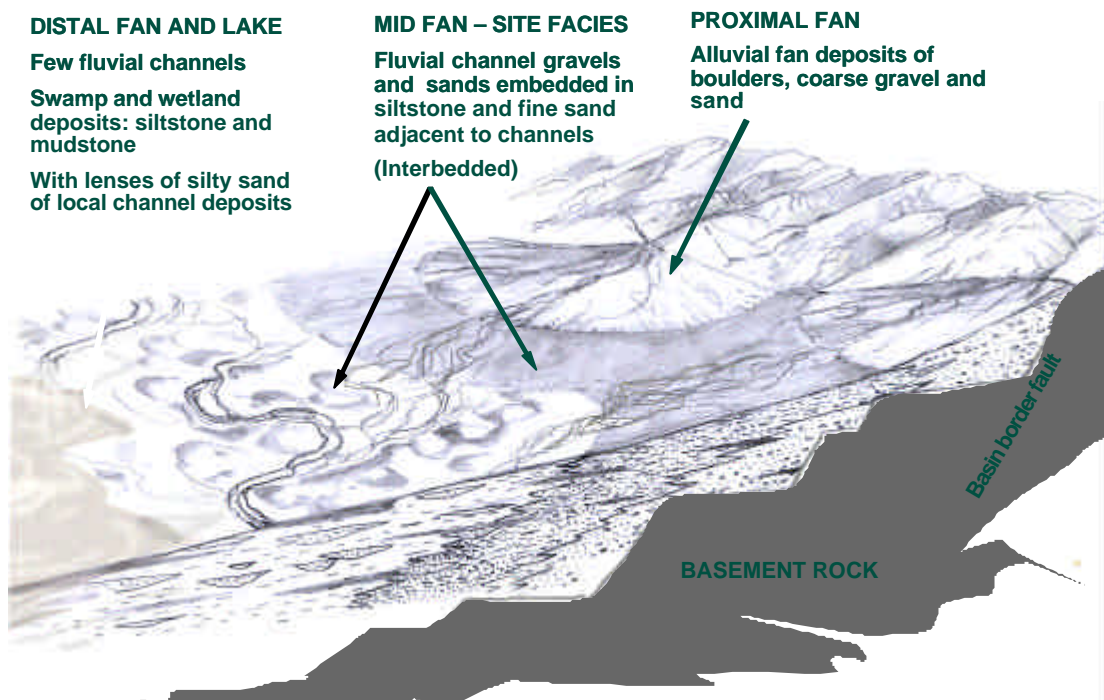 DISTAL FAN AND LAKE
Few fluvial channels
Swamp and wetland
deposits: siltstone and
mudstone
With lenses of silty sand
of local channel deposits
MID FAN – SITE FACIES
Fluvial channel gravels
and sands embedded in
siltstone and fine sand
adjacent to channels
(Interbedded)
PROXIMAL FAN
Alluvial fan deposits of
boulders, coarse gravel and
sand
Basin border fault
BASEMENT ROCK